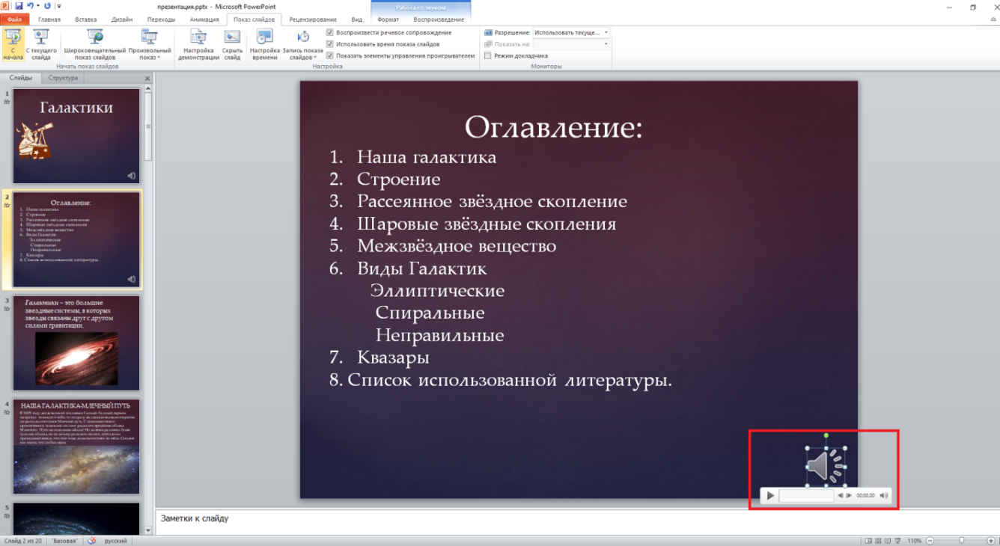 презентация.pptx - Microsoft PowerPoint
Работа со звуком
Файл Главная Вставка Дизайн Переходы Анимация Показ слайдов Рецензирование Вид Формат Воспроизведение
С начала
С текущего слайда
Широковещательный показ слайдов
Произвольный показ
Начать показ слайдов
Настройка демонстрации
Скрыть слайд
Настройка времени
Запись показа слайдов
Воспроизвести речевое сопровождение
Использовать время показа слайдов
Показать элементы управления проигрывателем
Настройка
Разрешение: Использовать текуще...
Показать на:
Режим докладчика
Мониторы
Слайды Структура
1
Галактики
2
Оглавление:
1. Наша галактика
2. Строение
3. Рассеянное звёздное скопление
4. Шаровые звёздные скопления
5. Межзвёздное вещество
6. Виды Галактик
Эллиптические
Спиральные
Неправильные
7. Квазары
8. Список использованной литературы.
3
Галактики – это большие
звездные системы, в которых
звезды связаны друг с другом
силами гравитации.
4
НАША ГАЛАКТИКА-МЛЕЧНЫЙ ПУТЬ
5
Оглавление:
1. Наша галактика
2. Строение
3. Рассеянное звёздное скопление
4. Шаровые звёздные скопления
5. Межзвёздное вещество
6. Виды Галактик
Эллиптические
Спиральные
Неправильные
7. Квазары
8. Список использованной литературы.
00:00,00
Заметки к слайду
Слайд 2 из 20 "Базовая" русский 110%